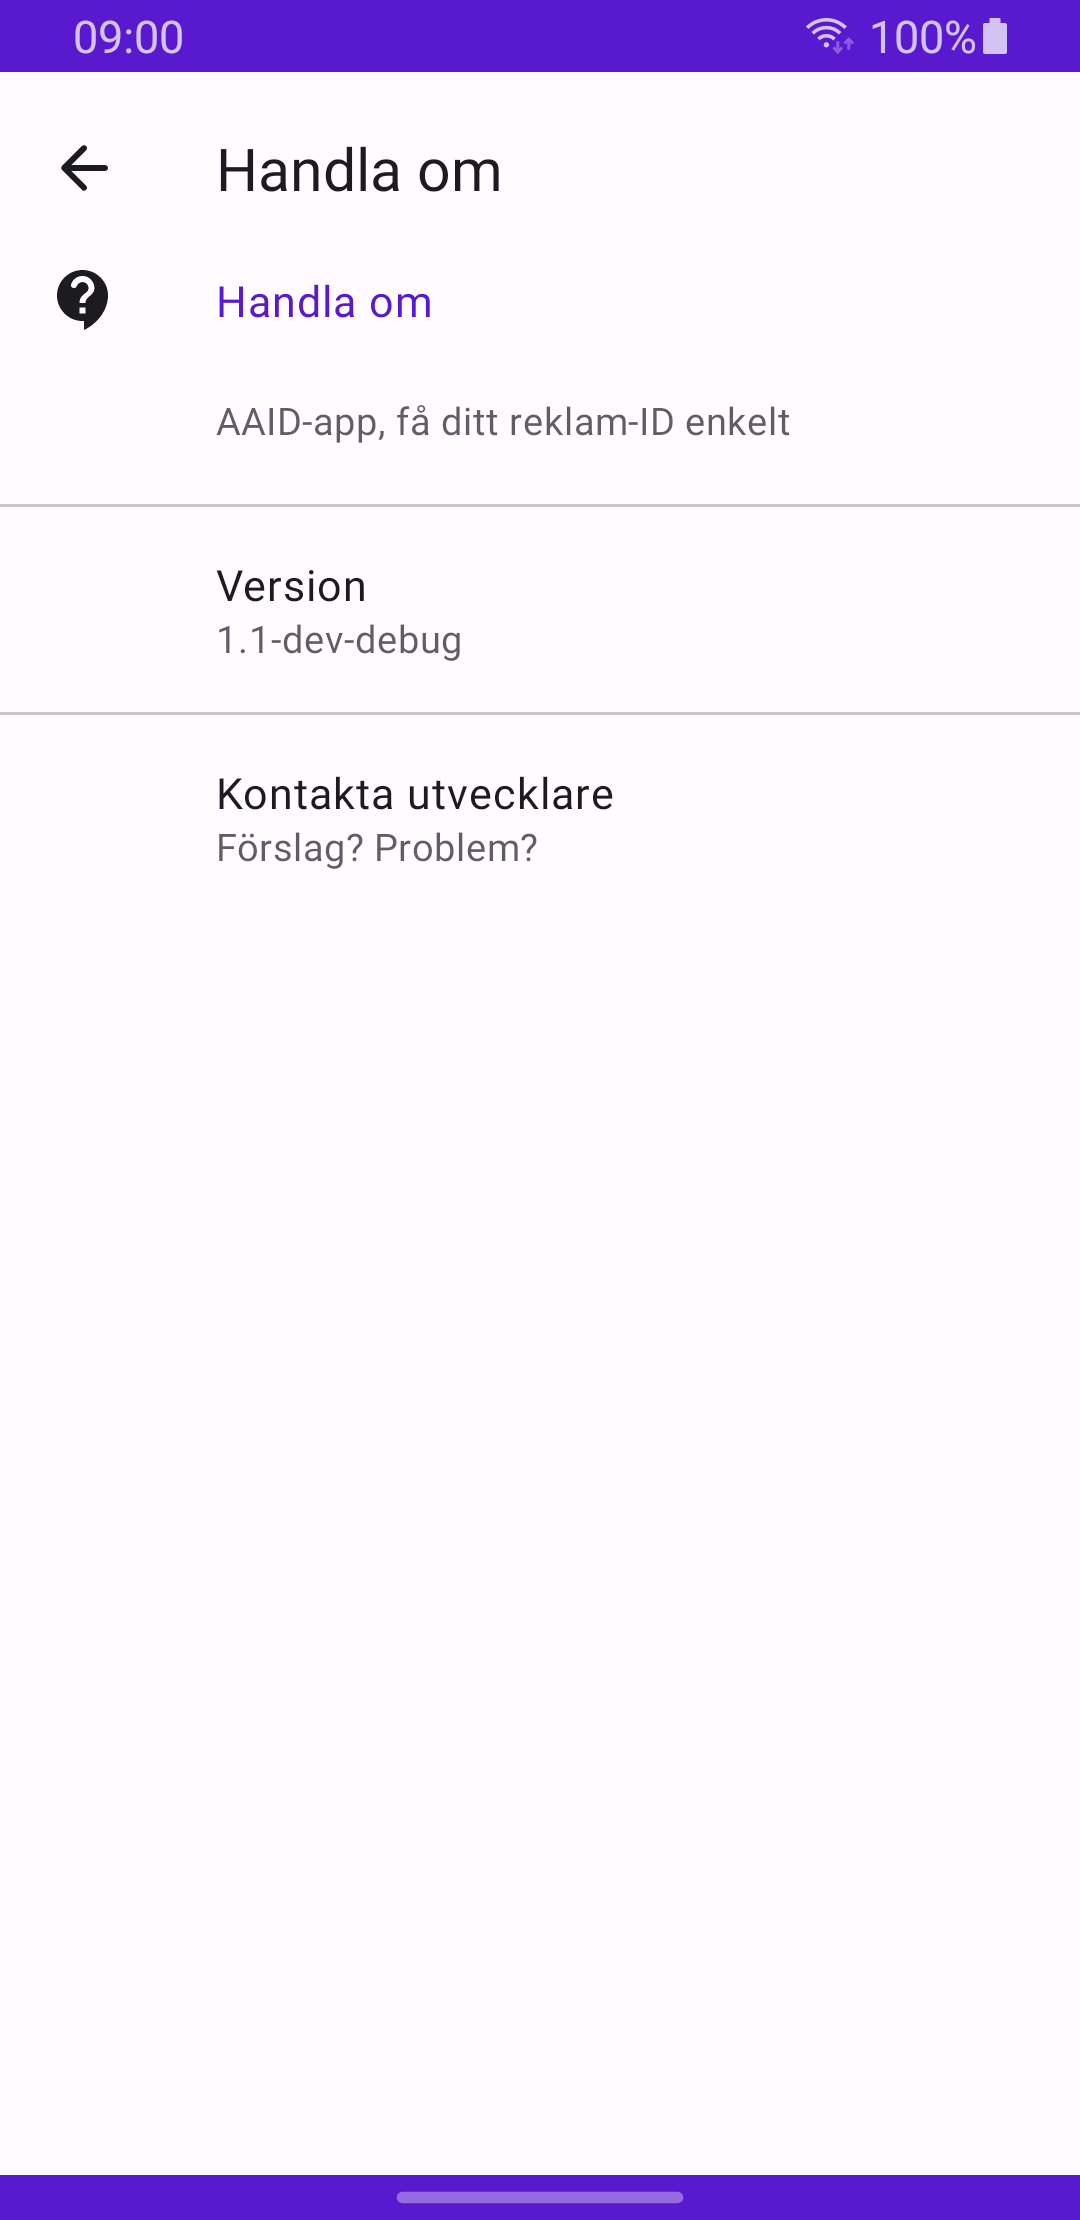 09:00
100%
Handla om
Handla om
AAID-app, få ditt reklam-ID enkelt
Version
1.1-dev-debug
Kontakta utvecklare
Förslag? Problem?